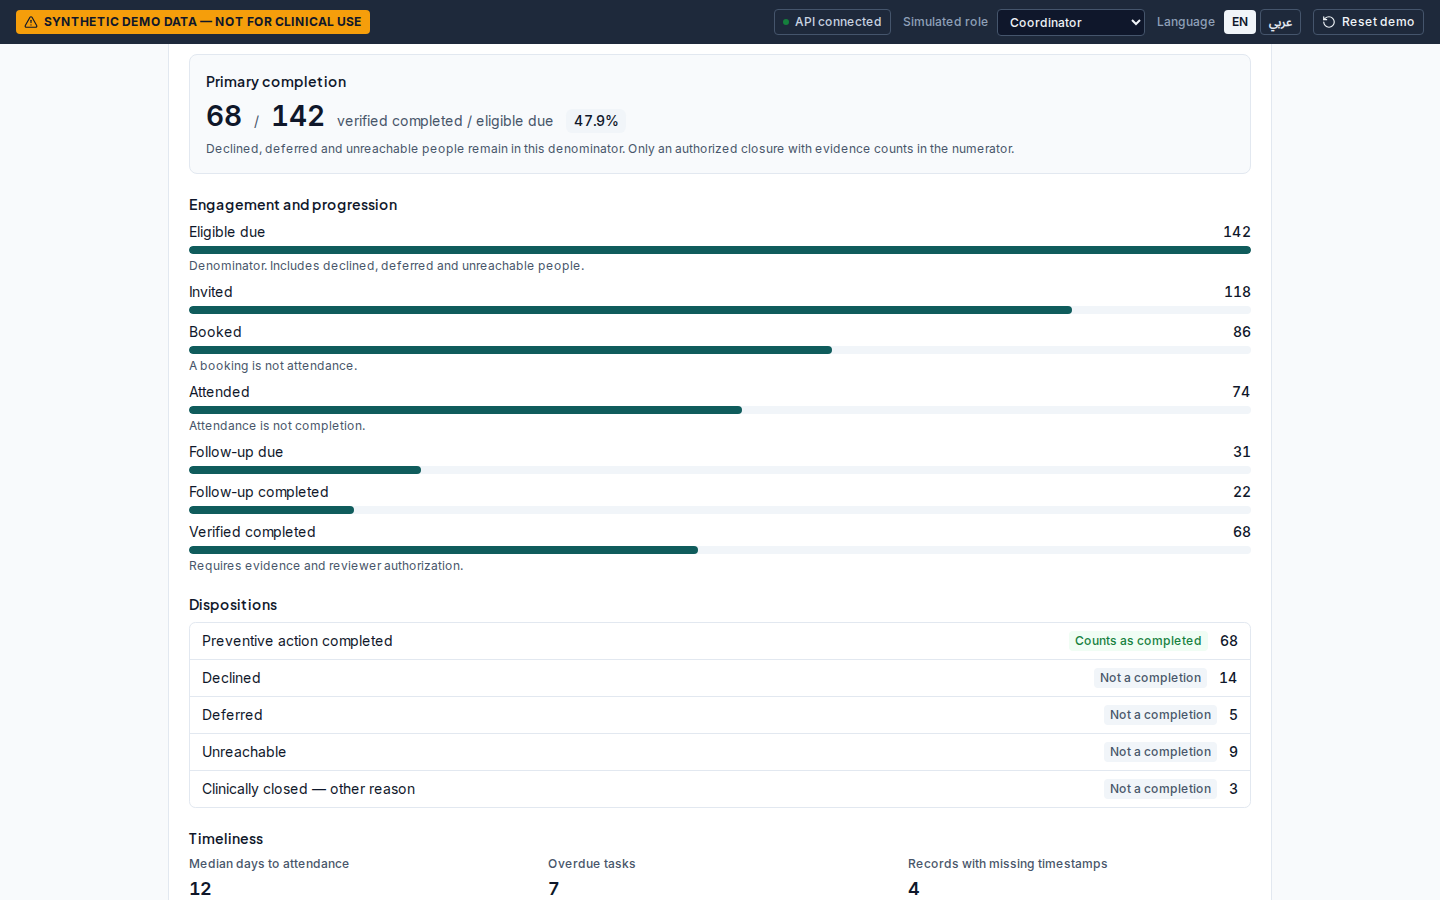 SYNTHETIC DEMO DATA — NOT FOR CLINICAL USE
API connected
Simulated role
Coordinator
Language
EN
عربي
Reset demo
Primary completion
68 / 142 verified completed / eligible due 47.9%
Declined, deferred and unreachable people remain in this denominator. Only an authorized closure with evidence counts in the numerator.
Engagement and progression
Eligible due 142
Denominator. Includes declined, deferred and unreachable people.
Invited 118
Booked 86
A booking is not attendance.
Attended 74
Attendance is not completion.
Follow-up due 31
Follow-up completed 22
Verified completed 68
Requires evidence and reviewer authorization.
Dispositions
Preventive action completed Counts as completed 68
Declined Not a completion 14
Deferred Not a completion 5
Unreachable Not a completion 9
Clinically closed — other reason Not a completion 3
Timeliness
Median days to attendance Overdue tasks Records with missing timestamps
12 7 4